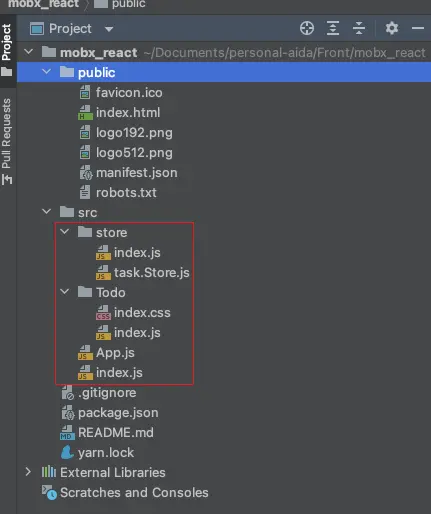 mobx_react 〉 public
Project
Project
mobx_react ~/Documents/personal-aida/Front/mobx_react
public
favicon.ico
index.html
logo192.png
logo512.png
manifest.json
robots.txt
src
store
index.js
task.Store.js
Todo
index.css
index.js
App.js
index.js
.gitignore
package.json
README.md
yarn.lock
External Libraries
Scratches and Consoles
Pull Requests